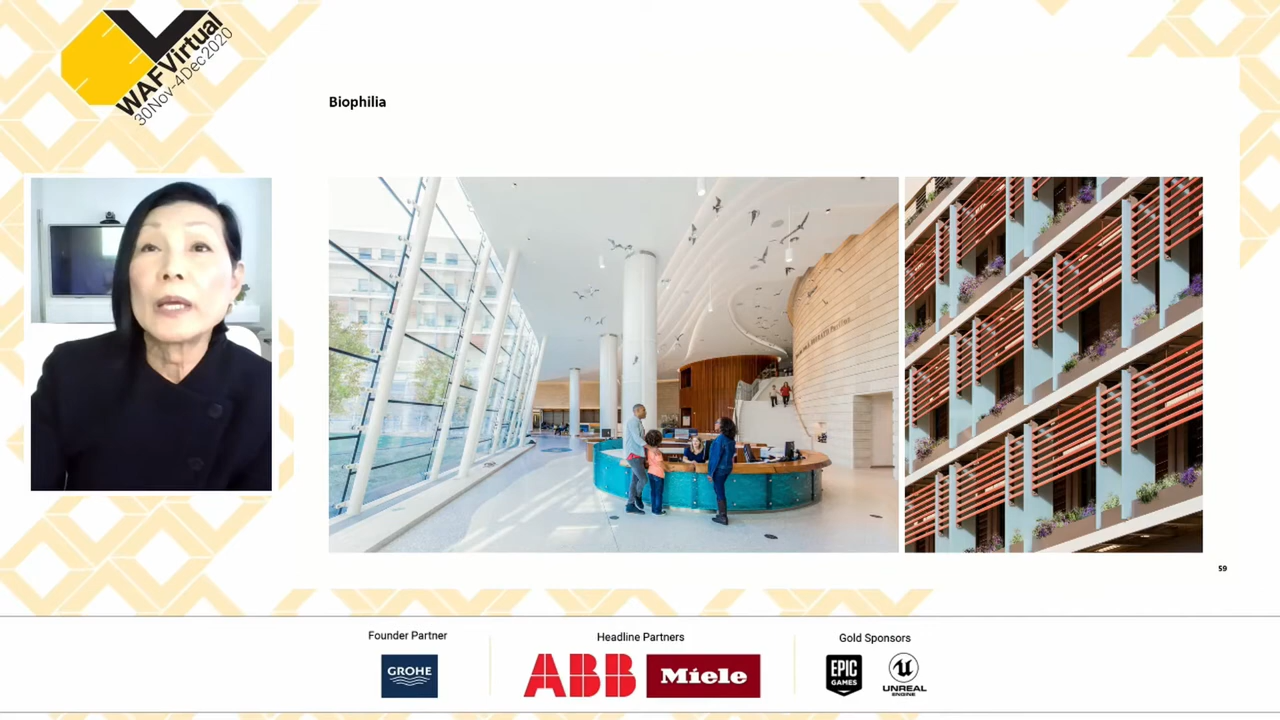 WAFVirtual
30Nov-4Dec2020
Biophilia
59
Founder Partner
Headline Partners
Gold Sponsors
GROHE
ABB
Miele
EPIC
GAMES
UNREAL
ENGINE